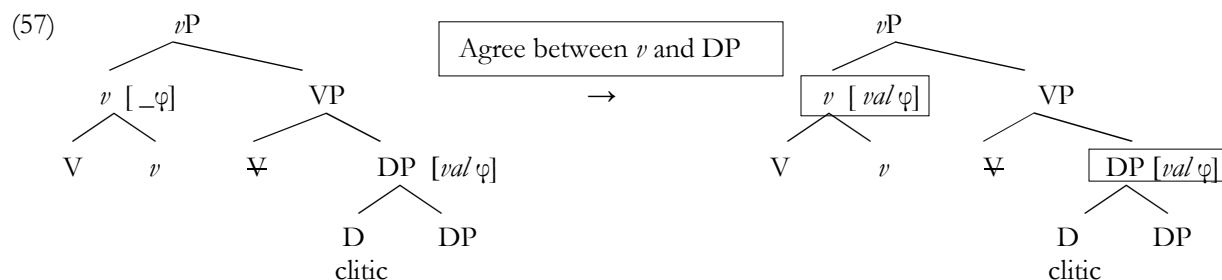 (57) vP Agree between v and DP vP
v [ _φ] VP → v [ val φ] VP
V v V DP [val φ] V v V DP [val φ]
D DP D DP
clitic clitic